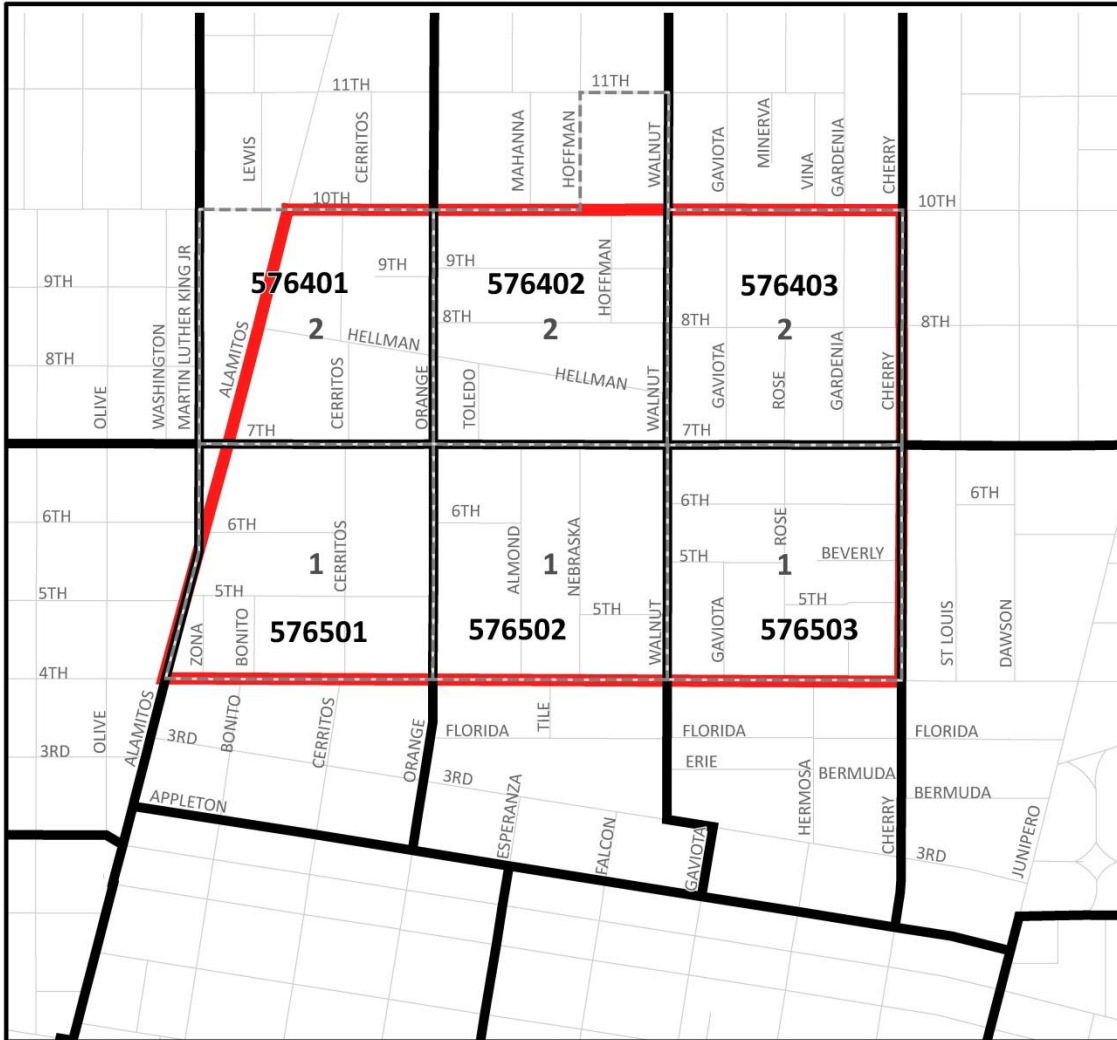 11TH
11TH
LEWIS
CERRITOS
MAHANNA
HOFFMAN
WALNUT
GAVIOTA
MINERVA
VINA
GARDENIA
CHERRY
10TH
10TH
9TH
8TH
OLIVE
WASHINGTON
MARTIN LUTHER KING JR
ALAMITOS
576401
2
9TH
HELLMAN
CERRITOS
ORANGE
7TH
9TH
576402
2
8TH
HOFFMAN
HELLMAN
TOLEDO
WALNUT
576403
2
8TH
GAVIOTA
ROSE
GARDENIA
CHERRY
7TH
8TH
6TH
5TH
4TH
6TH
1
CERRITOS
5TH
ZONA
BONITO
576501
6TH
ALMOND
1
NEBRASKA
5TH
576502
WALNUT
6TH
ROSE
5TH
1
BEVERLY
5TH
GAVIOTA
576503
6TH
ST LOUIS
DAWSON
OLIVE
3RD
ALAMITOS
3RD
BONITO
CERRITOS
ORANGE
APPLETON
FLORIDA
TILE
3RD
ESPERANZA
FALCON
GAVIOTA
FLORIDA
ERIE
HERMOSA
BERMUDA
CHERRY
FLORIDA
BERMUDA
3RD
JUNIPERO